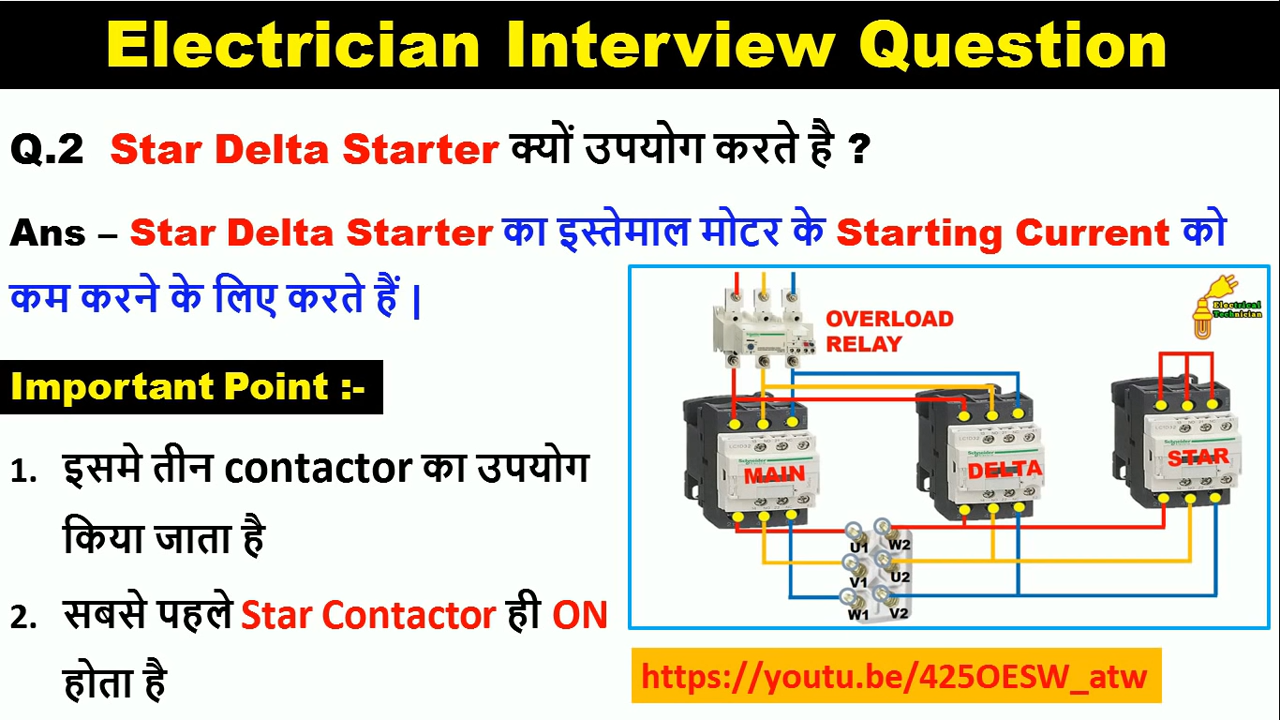 Electrician Interview Question
Q.2 Star Delta Starter क्यों उपयोग करते है ?
Ans – Star Delta Starter का इस्तेमाल मोटर के Starting Current को
कम करने के लिए करते हैं |
Important Point :-
1. इसमे तीन contactor का उपयोग
किया जाता है
2. सबसे पहले Star Contactor ही ON
होता है
OVERLOAD
RELAY
Electrical
Technician
MAIN
DELTA
STAR
U1
W2
V1
U2
W1
V2
https://youtu.be/425OESW_atw